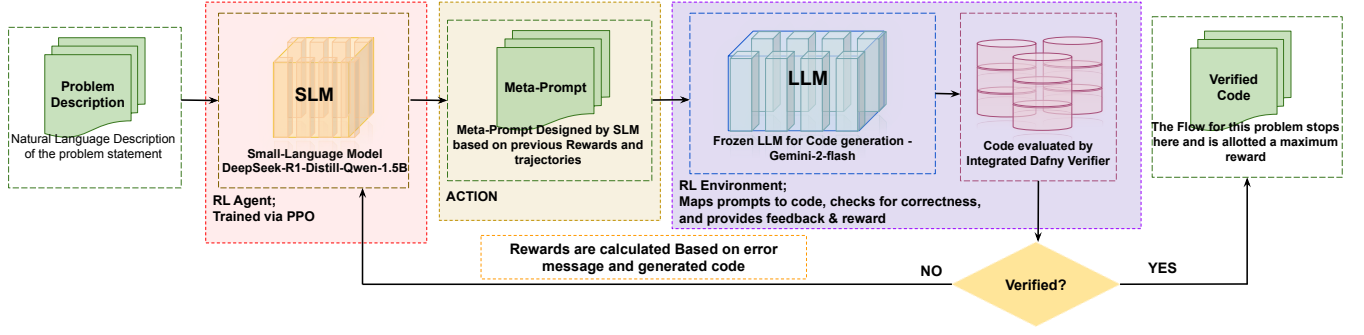 Problem
Description
Natural Language Description
of the problem statement
SLM
Small-Language Model
DeepSeek-R1-Distill-Qwen-1.5B
RL Agent;
Trained via PPO
Meta-Prompt
Meta-Prompt Designed by SLM
based on previous Rewards and
trajectories
ACTION
LLM
Frozen LLM for Code generation -
Gemini-2-flash
RL Environment;
Maps prompts to code, checks for correctness,
and provides feedback & reward
Code evaluated by
Integrated Dafny Verifier
Verified
Code
The Flow for this problem stops
here and is allotted a maximum
reward
Rewards are calculated Based on error
message and generated code
NO
Verified?
YES